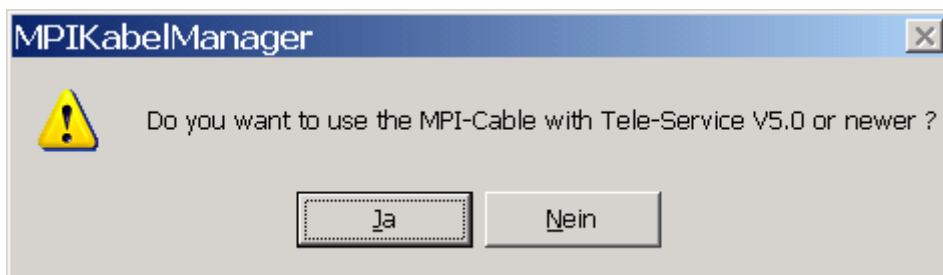 MPIKabelManager
Do you want to use the MPI-Cable with Tele-Service V5.0 or newer ?
Ja Nein